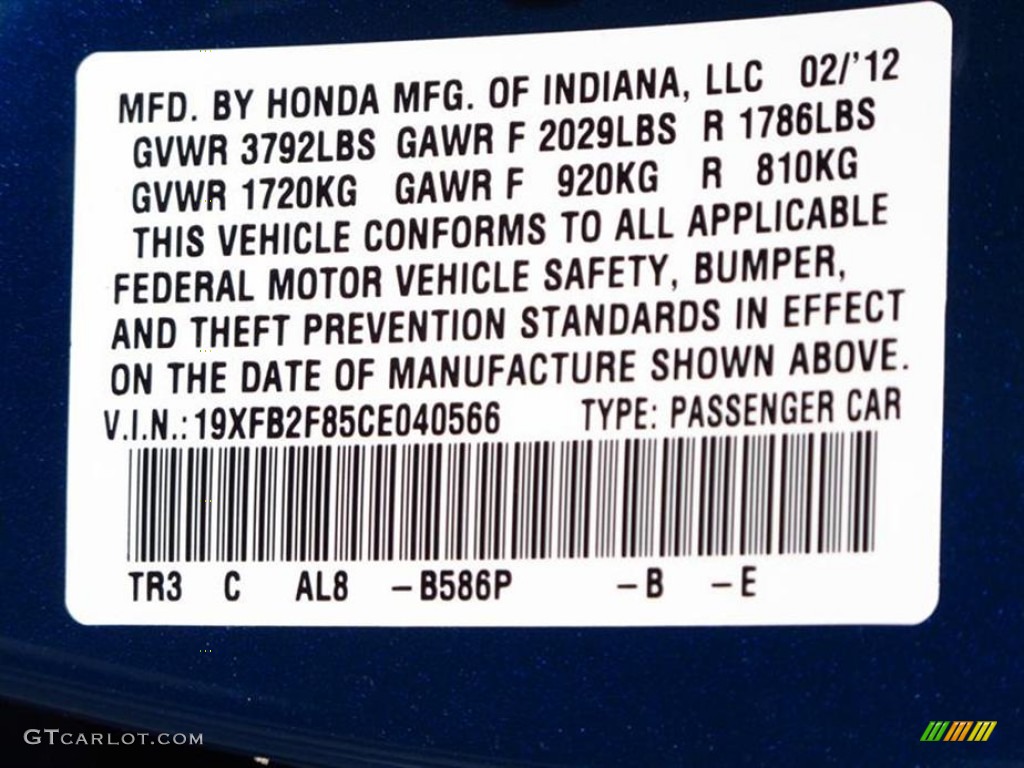 MFD. BY HONDA MFG. OF INDIANA, LLC 02/'12
GVWR 3792LBS GAWR F 2029LBS R 1786LBS
GVWR 1720KG GAWR F 920KG R 810KG
THIS VEHICLE CONFORMS TO ALL APPLICABLE
FEDERAL MOTOR VEHICLE SAFETY, BUMPER,
AND THEFT PREVENTION STANDARDS IN EFFECT
ON THE DATE OF MANUFACTURE SHOWN ABOVE.
V.I.N.: 19XFB2F85CE040566 TYPE: PASSENGER CAR
TR3 C AL8 -B586P -B -E
GTCARLOT.COM